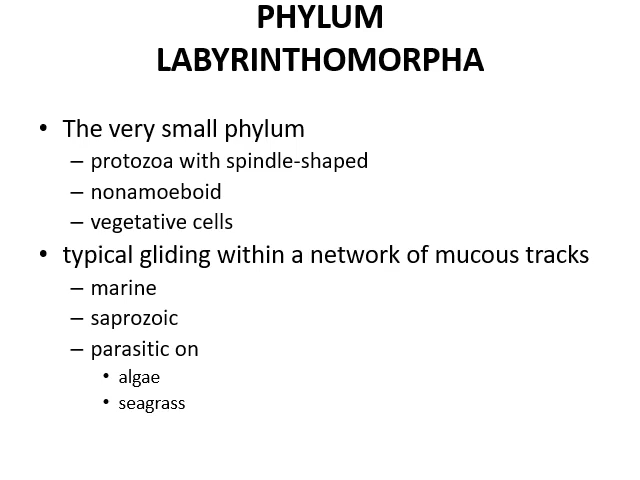 PHYLUM
LABYRINTHOMORPHA
• The very small phylum
– protozoa with spindle-shaped
– nonamoeboid
– vegetative cells
• typical gliding within a network of mucous tracks
– marine
– saprozoic
– parasitic on
• algae
• seagrass